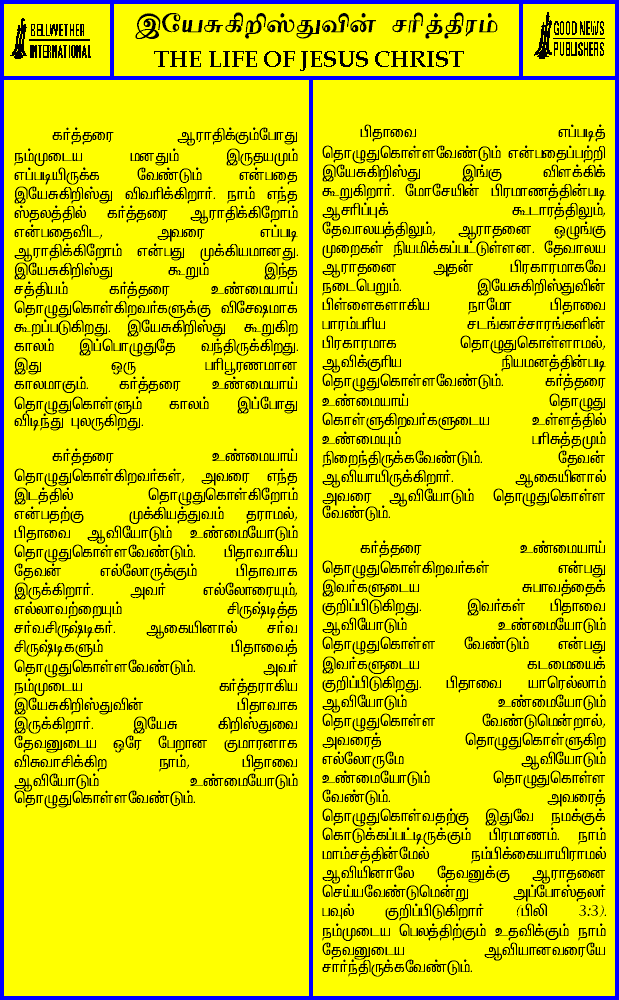 BELLWETHER
INTERNATIONAL
இயேசுகிறிஸ்துவின் சரித்திரம்
THE LIFE OF JESUS CHRIST
GOOD NEWS
PUBLISHERS
கர்த்தரை ஆராதிக்கும்போது
நம்முடைய மனதும் இருதயமும்
எப்படியிருக்க வேண்டும் என்பதை
இயேசுகிறிஸ்து விவரிக்கிறார். நாம் எந்த
ஸ்தலத்தில் கர்த்தரை ஆராதிக்கிறோம்
என்பதைவிட, அவரை எப்படி
ஆராதிக்கிறோம் என்பது முக்கியமானது.
இயேசுகிறிஸ்து கூறும் இந்த
சத்தியம் கர்த்தரை உண்மையாய்
தொழுதுகொள்கிறவர்களுக்கு விசேஷமாக
கூறப்படுகிறது. இயேசுகிறிஸ்து கூறுகிற
காலம் இப்பொழுதே வந்திருக்கிறது.
இது ஒரு பரிபூரணமான
காலமாகும். கர்த்தரை உண்மையாய்
தொழுதுகொள்ளும் காலம் இப்போது
விடிந்து புலருகிறது.
கர்த்தரை உண்மையாய்
தொழுதுகொள்கிறவர்கள், அவரை எந்த
இடத்தில் தொழுதுகொள்கிறோம்
என்பதற்கு முக்கியத்துவம் தராமல்,
பிதாவை ஆவியோடும் உண்மையோடும்
தொழுதுகொள்ளவேண்டும். பிதாவாகிய
தேவன் எல்லோருக்கும் பிதாவாக
இருக்கிறார். அவர் எல்லோரையும்,
எல்லாவற்றையும் சிருஷ்டித்த
சர்வசிருஷ்டிகர். ஆகையினால் சர்வ
சிருஷ்டிகளும் பிதாவைத்
தொழுதுகொள்ளவேண்டும். அவர்
நம்முடைய கர்த்தராகிய
இயேசுகிறிஸ்துவின் பிதாவாக
இருக்கிறார். இயேசு கிறிஸ்துவை
தேவனுடைய ஒரே பேறான குமாரனாக
விசுவாசிக்கிற நாம், பிதாவை
ஆவியோடும் உண்மையோடும்
தொழுதுகொள்ளவேண்டும்.
பிதாவை எப்படித்
தொழுதுகொள்ளவேண்டும் என்பதைப்பற்றி
இயேசுகிறிஸ்து இங்கு விளக்கிக்
கூறுகிறார். மோசேயின் பிரமாணத்தின்படி
ஆசரிப்புக் கூடாரத்திலும்,
தேவாலயத்திலும், ஆராதனை ஒழுங்கு
முறைகள் நியமிக்கப்பட்டுள்ளன. தேவாலய
ஆராதனை அதன் பிரகாரமாகவே
நடைபெறும். இயேசுகிறிஸ்துவின்
பிள்ளைகளாகிய நாமோ பிதாவை
பாரம்பரிய சடங்காச்சாரங்களின்
பிரகாரமாக தொழுதுகொள்ளாமல்,
ஆவிக்குரிய நியமனத்தின்படி
தொழுதுகொள்ளவேண்டும். கர்த்தரை
உண்மையாய் தொழுது
கொள்ளுகிறவர்களுடைய உள்ளத்தில்
உண்மையும் பரிசுத்தமும்
நிறைந்திருக்கவேண்டும். தேவன்
ஆவியாயிருக்கிறார். ஆகையினால்
அவரை ஆவியோடும் தொழுதுகொள்ள
வேண்டும்.
கர்த்தரை உண்மையாய்
தொழுதுகொள்கிறவர்கள் என்பது
இவர்களுடைய சுபாவத்தைக்
குறிப்பிடுகிறது. இவர்கள் பிதாவை
ஆவியோடும் உண்மையோடும்
தொழுதுகொள்ள வேண்டும் என்பது
இவர்களுடைய கடமையைக்
குறிப்பிடுகிறது. பிதாவை யாரெல்லாம்
ஆவியோடும் உண்மையோடும்
தொழுதுகொள்ள வேண்டுமென்றால்,
அவரைத் தொழுதுகொள்ளுகிற
எல்லோருமே ஆவியோடும்
உண்மையோடும் தொழுதுகொள்ள
வேண்டும். அவரைத்
தொழுதுகொள்வதற்கு இதுவே நமக்குக்
கொடுக்கப்பட்டிருக்கும் பிரமாணம். நாம்
மாம்சத்தின்மேல் நம்பிக்கையாயிராமல்
ஆவியினாலே தேவனுக்கு ஆராதனை
செய்யவேண்டுமென்று அப்போஸ்தலர்
பவுல் குறிப்பிடுகிறார் (பிலி 3:3).
நம்முடைய பெலத்திற்கும் உதவிக்கும் நாம்
தேவனுடைய ஆவியானவரையே
சார்ந்திருக்கவேண்டும்.